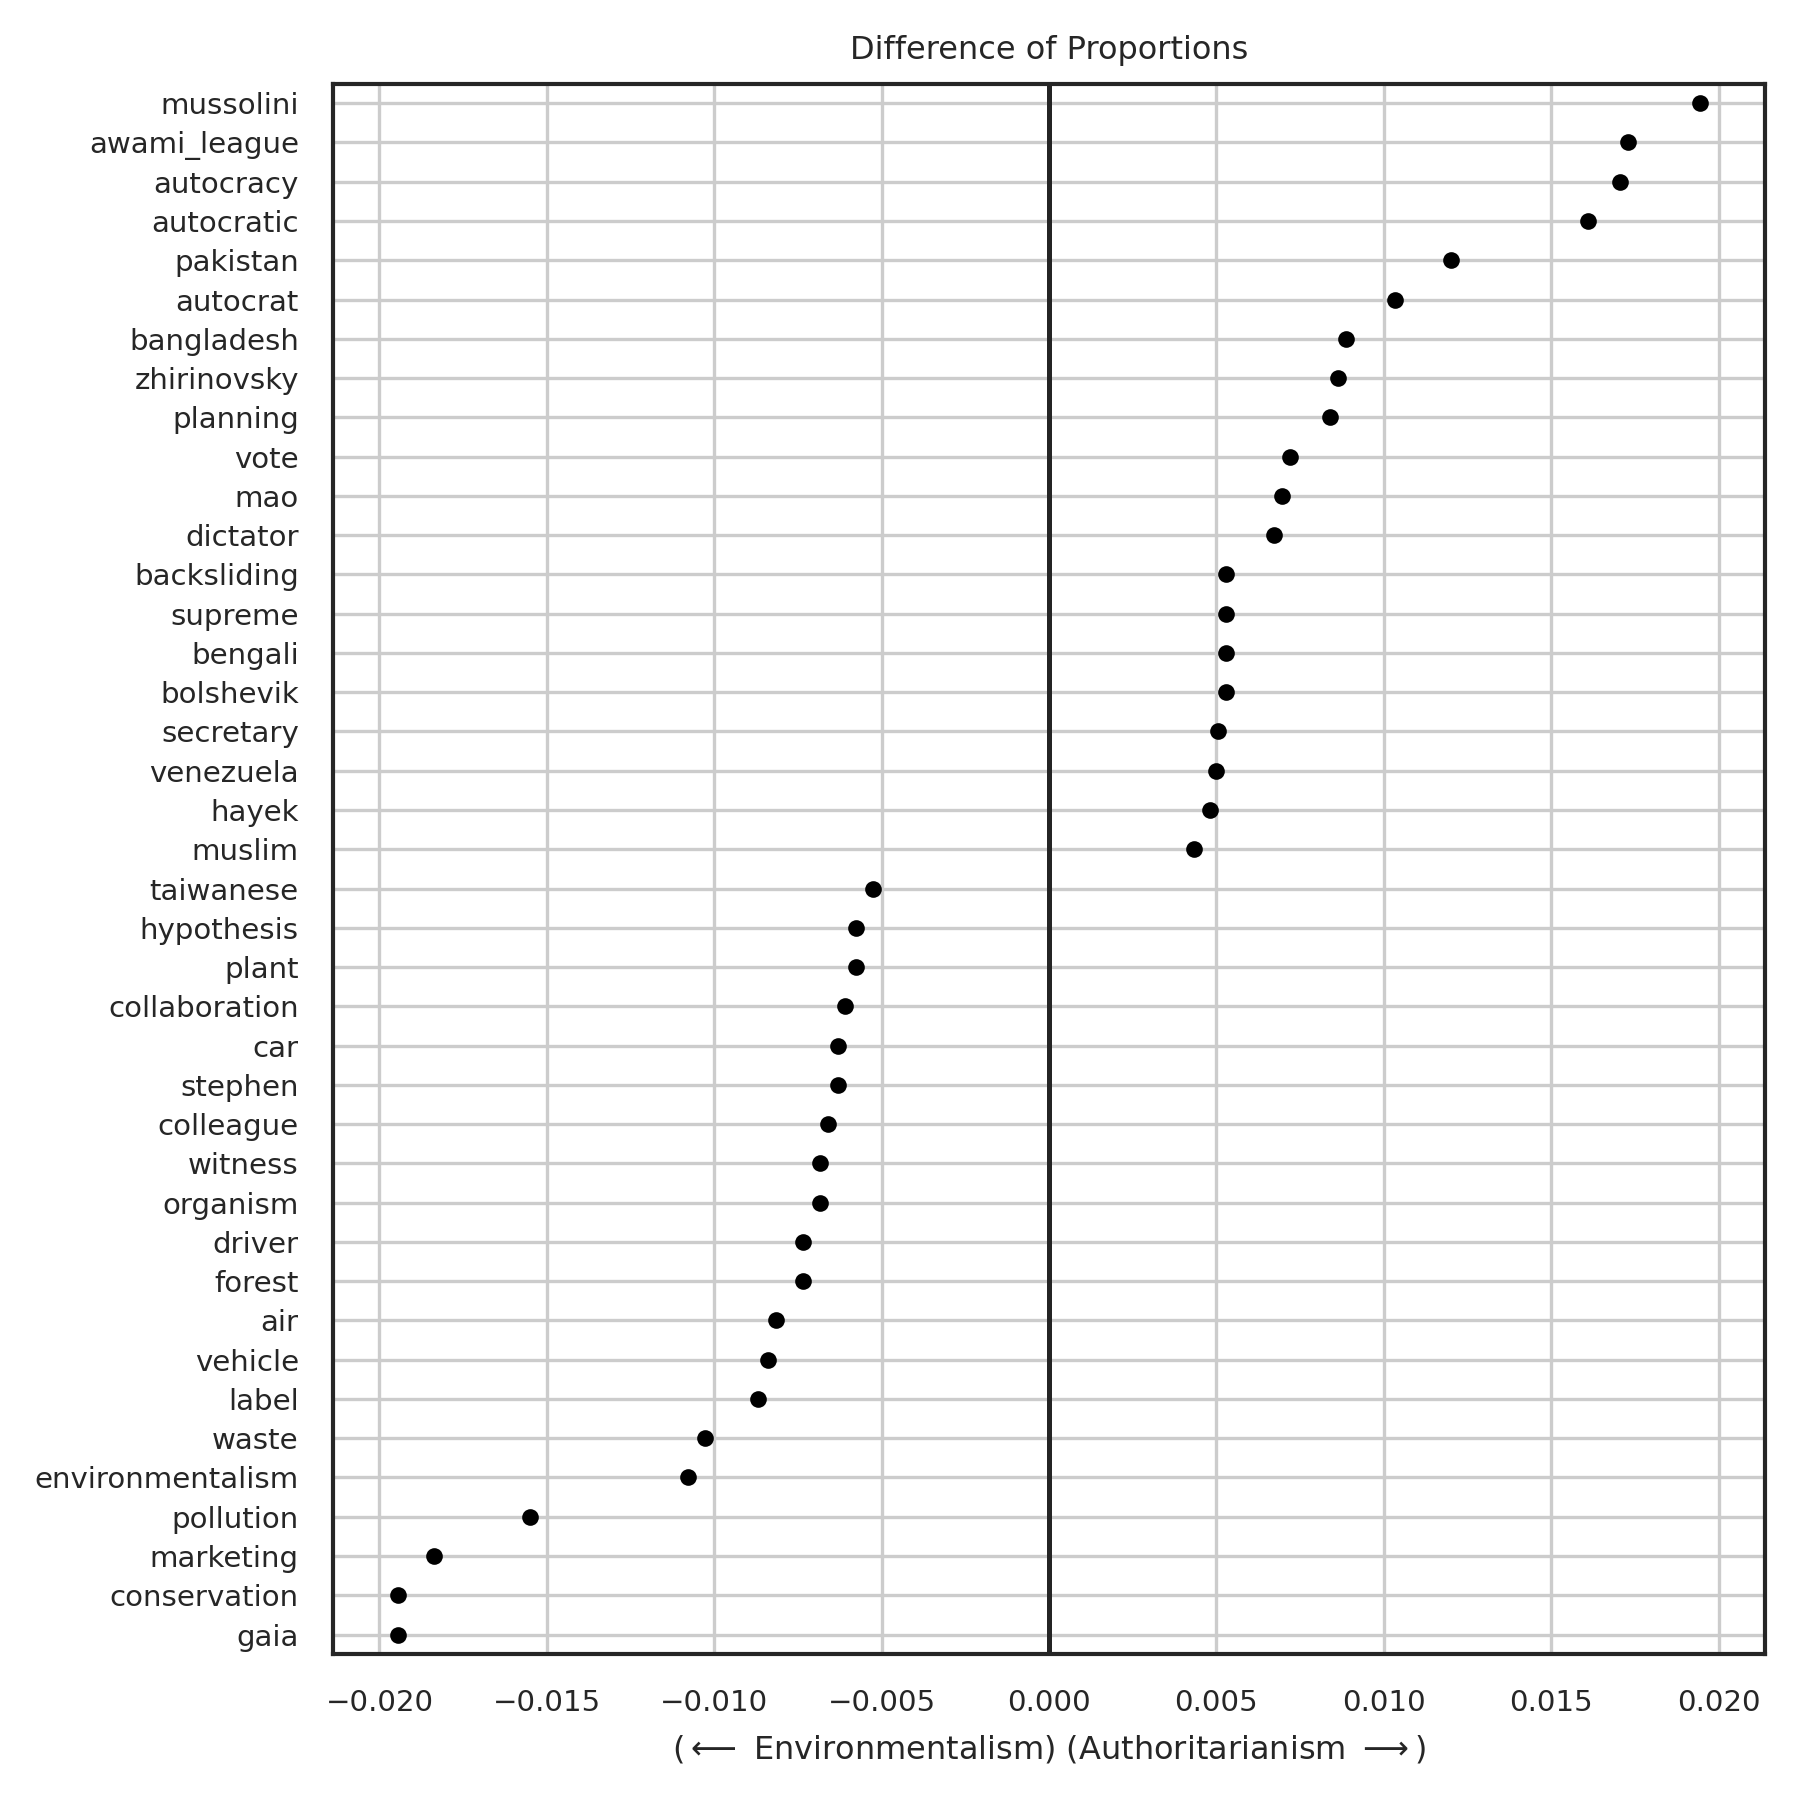 Difference of Proportions
mussolini
awami_league
autocracy
autocratic
pakistan
autocrat
bangladesh
zhirinovsky
planning
vote
mao
dictator
backsliding
supreme
bengali
bolshevik
secretary
venezuela
hayek
muslim
taiwanese
hypothesis
plant
collaboration
car
stephen
colleague
witness
organism
driver
forest
air
vehicle
label
waste
environmentalism
pollution
marketing
conservation
gaia
−0.020 −0.015 −0.010 −0.005 0.000 0.005 0.010 0.015 0.020
(⟵ Environmentalism) (Authoritarianism ⟶)